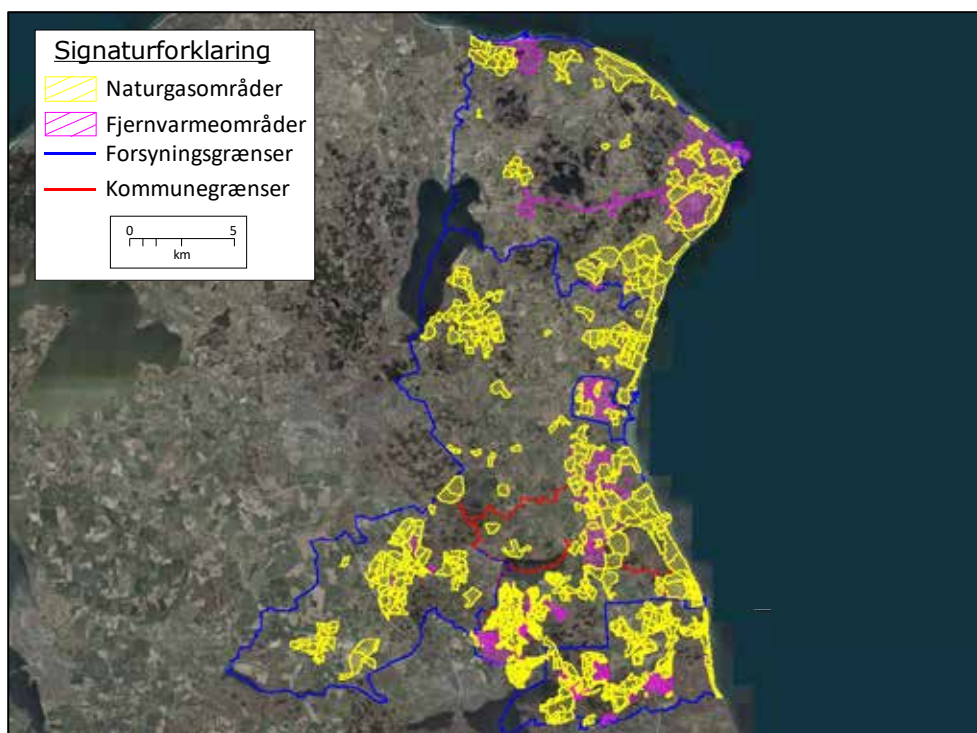 Signaturforklaring
Naturgasområder
Fjernvarmeområder
Forsyningsgrænser
Kommunegrænser
0 5
km